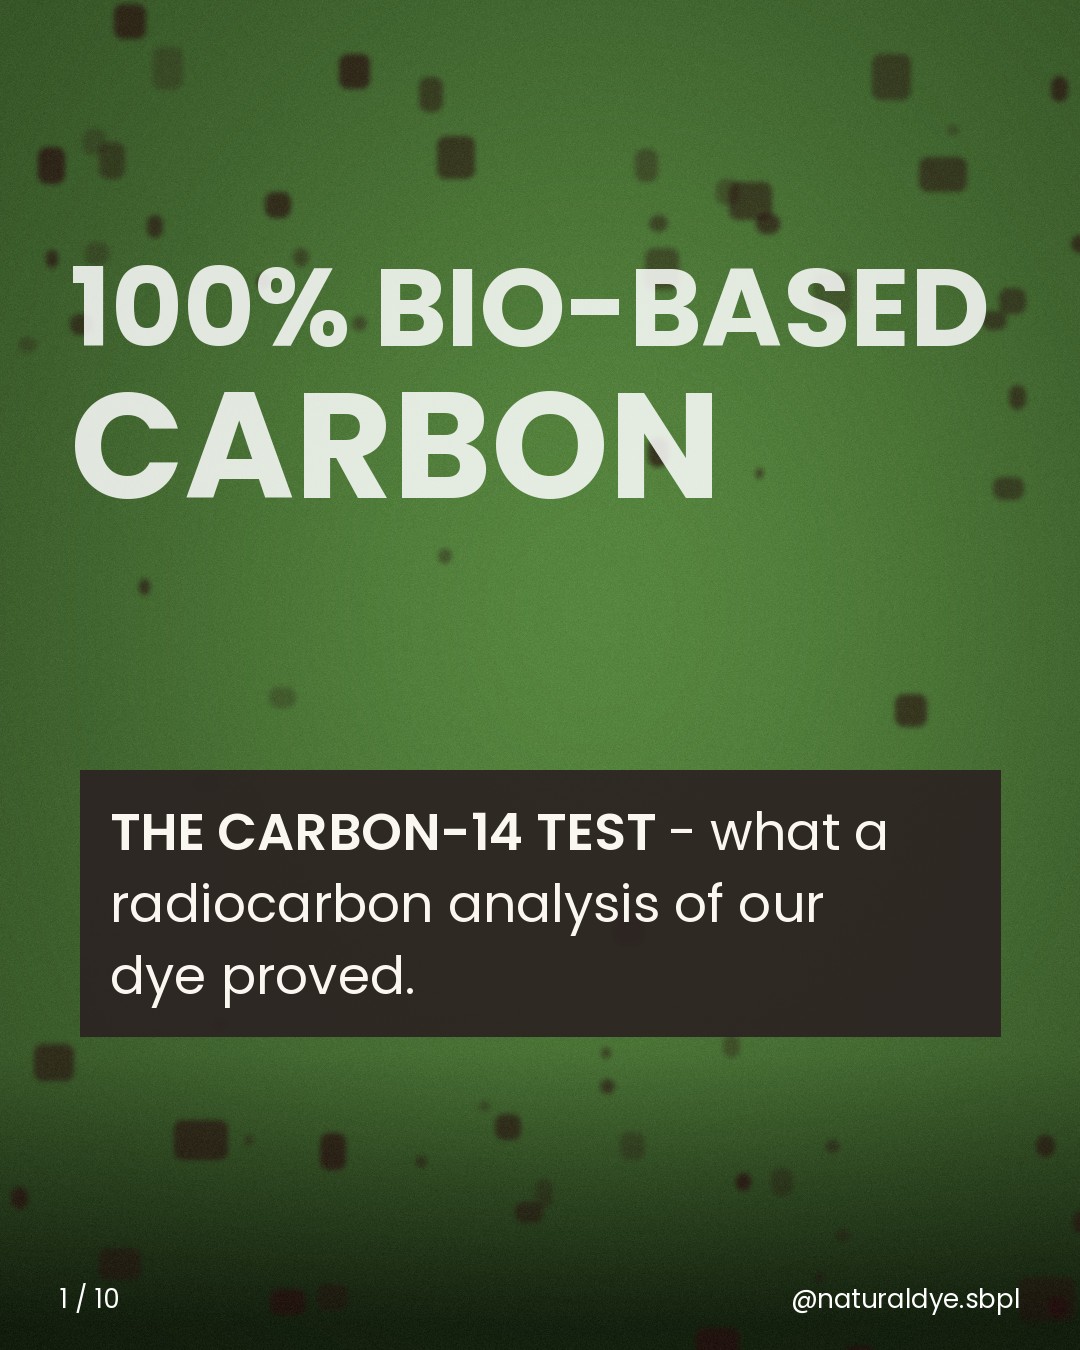 100% BIO-BASED
CARBON
THE CARBON-14 TEST - what a
radiocarbon analysis of our
dye proved.
1 / 10
@naturaldye.sbpl